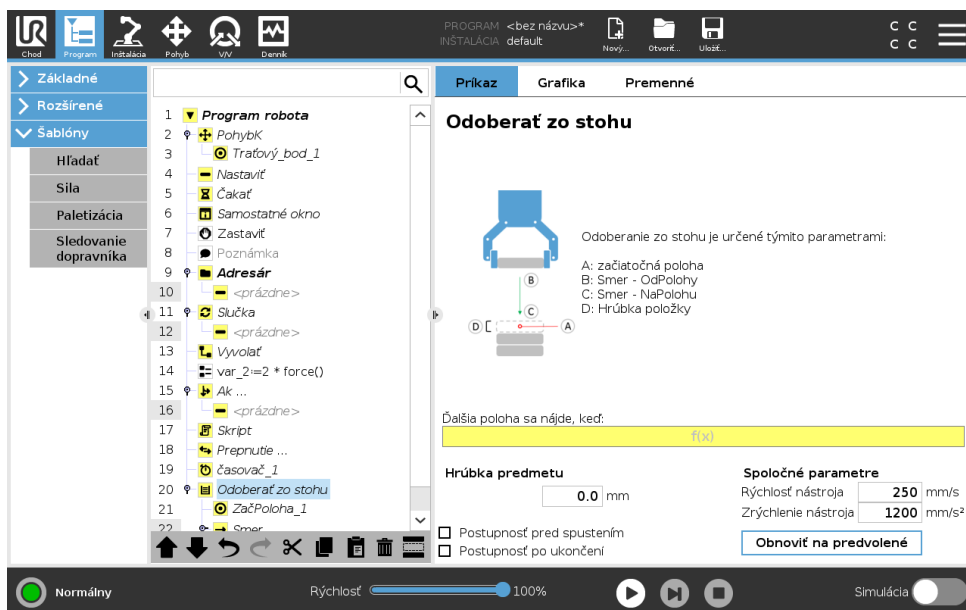 Chod
Program
Inštalácia
Pohyb
V/V
Denník
PROGRAM <bez názvu>*
INŠTALÁCIA default
Nový...
Otvoriť...
Uložiť...
C C
C C
Základné
Rozšírené
Šablóny
Hľadať
Sila
Paletizácia
Sledovanie
dopravníka
1 Program robota
2 PohybK
3 Traťový_bod_1
4 Nastaviť
5 Čakať
6 Samostatné okno
7 Zastaviť
8 Poznámka
9 Adresár
10 <prázdne>
11 Slučka
12 <prázdne>
13 Vyvolať
14 var_2≔2 * force()
15 Ak ...
16 <prázdne>
17 Skript
18 Prepnutie ...
19 časovač_1
20 Odoberať zo stohu
21 ZačPoloha_1
22 Smer
Príkaz
Grafika
Premenné
Odoberať zo stohu
B
C
D
A
Odoberanie zo stohu je určené týmito parametrami:
A: začiatočná poloha
B: Smer - OdPolohy
C: Smer - NaPolohu
D: Hrúbka položky
Ďalšia poloha sa nájde, keď:
f(x)
Hrúbka predmetu
0.0 mm
Postupnosť pred spustením
Postupnosť po ukončení
Spoločné parametre
Rýchlosť nástroja 250 mm/s
Zrýchlenie nástroja 1200 mm/s²
Obnoviť na predvolené
Normálny
Rýchlosť
100%
Simulácia